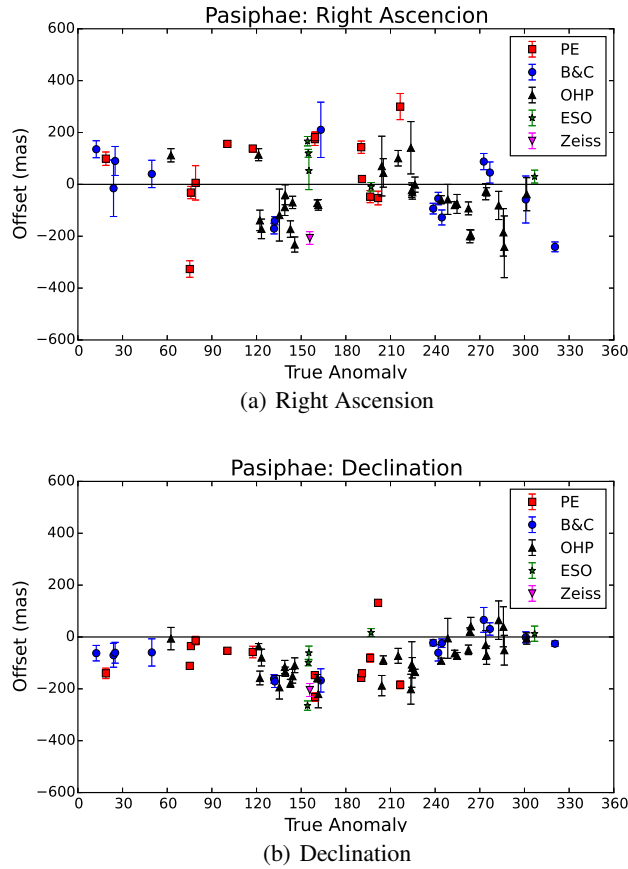 Pasiphae: Right Ascencion
600
400
200
0
−200
−400
−600
Offset (mas)
PE
B&C
OHP
ESO
Zeiss
0 30 60 90 120 150 180 210 240 270 300 330 360
True Anomaly
(a) Right Ascension
Pasiphae: Declination
600
400
200
0
−200
−400
−600
Offset (mas)
PE
B&C
OHP
ESO
Zeiss
0 30 60 90 120 150 180 210 240 270 300 330 360
True Anomaly
(b) Declination